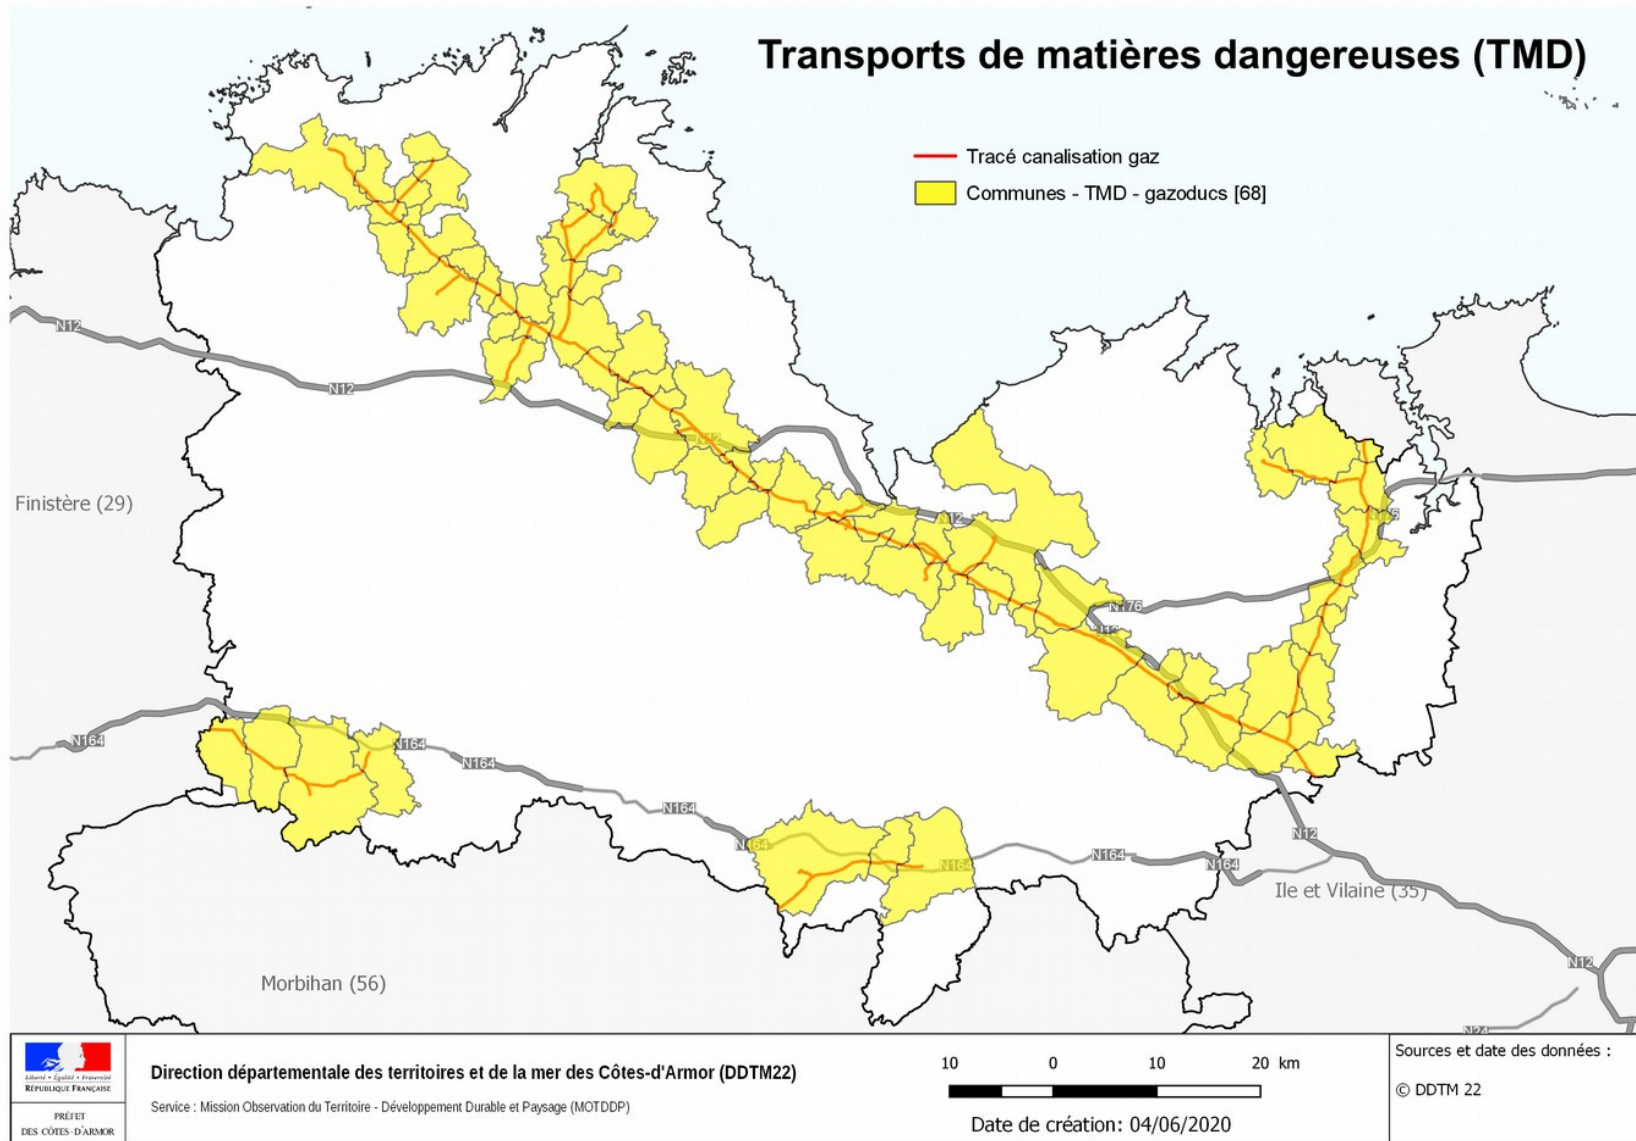 Transports de matières dangereuses (TMD)
Tracé canalisation gaz
Communes - TMD - gazoducs [68]
N12
N12
N12
N12
N176
N12
N164
N164
N164
N164
N164
N164
N164
N12
N12
N24
Finistère (29)
Ile et Vilaine (35)
Morbihan (56)
Liberté • Égalité • Fraternité
RÉPUBLIQUE FRANÇAISE
PRÉFET
DES CÔTES-D'ARMOR
Direction départementale des territoires et de la mer des Côtes-d'Armor (DDTM22)
Service : Mission Observation du Territoire - Développement Durable et Paysage (MOTDDP)
10 0 10 20 km
Date de création: 04/06/2020
Sources et date des données :
© DDTM 22